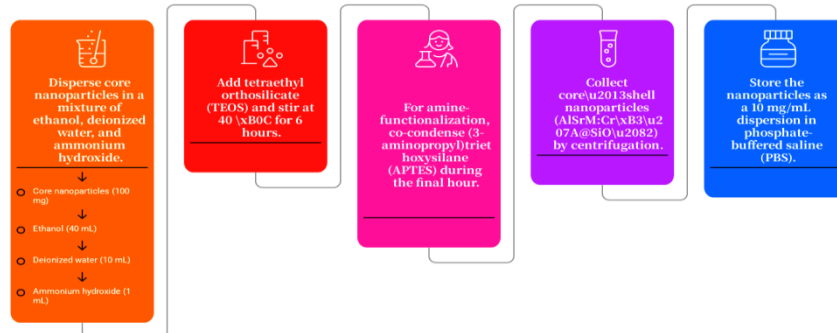 Disperse core
nanoparticles in a
mixture of
ethanol, deionized
water, and
ammonium
hydroxide.
Core nanoparticles (100
mg)
Ethanol (40 mL)
Deionized water (10 mL)
Ammonium hydroxide (1
mL)
Add tetraethyl
orthosilicate
(TEOS) and stir at
40 \xB0C for 6
hours.
For amine-
functionalization,
co-condense (3-
aminopropyl)triet
hoxysilane
(APTES) during
the final hour.
Collect
core\u2013shell
nanoparticles
(AlSrM:Cr\xB3\u2
07A@SiO\u2082)
by centrifugation.
Store the
nanoparticles as
a 10 mg/mL
dispersion in
phosphate-
buffered saline
(PBS).